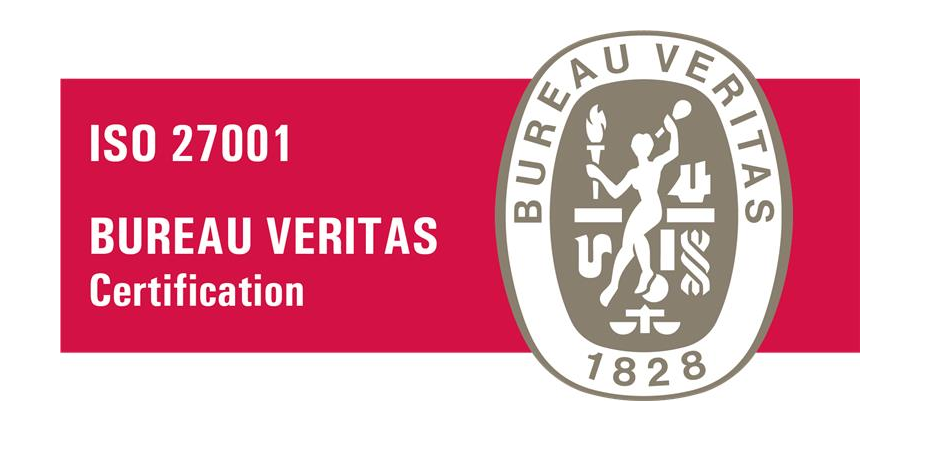 ISO 27001
BUREAU VERITAS
Certification
BUREAU VERITAS
1828